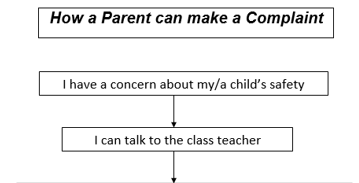 How a Parent can make a Complaint
I have a concern about my/a child's safety
I can talk to the class teacher